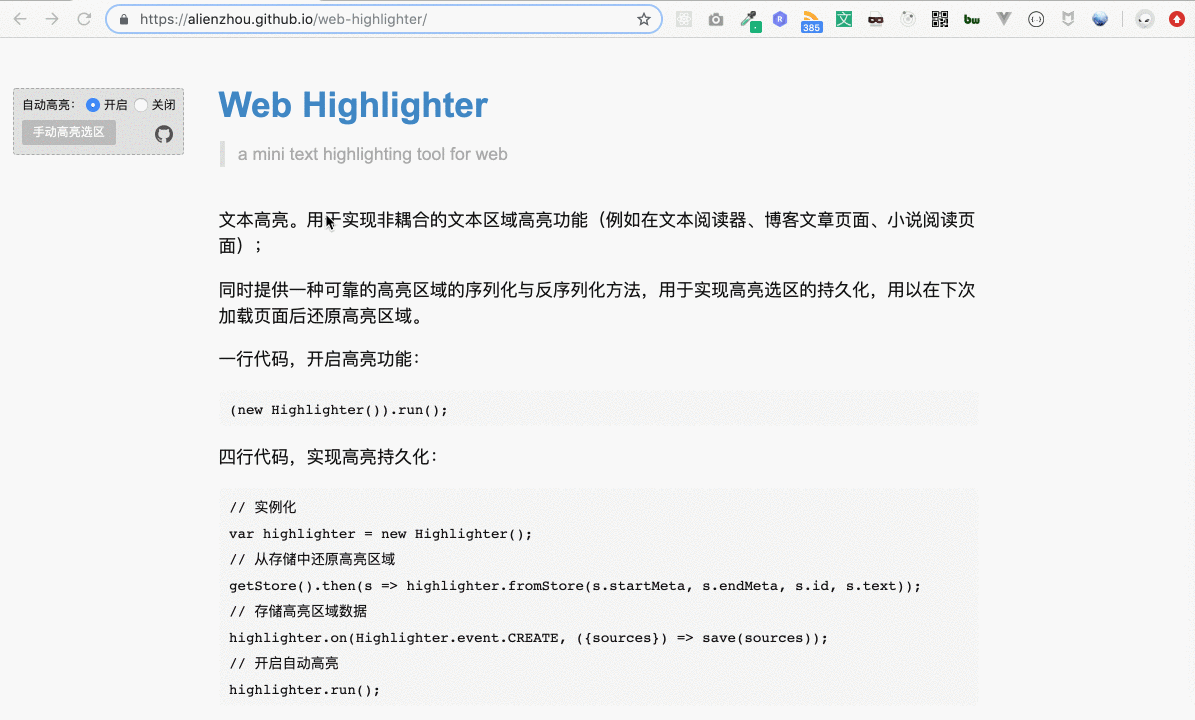 https://alienzhou.github.io/web-highlighter/
385
文
bw
自动高亮： 开启 关闭
手动高亮选区
Web Highlighter
a mini text highlighting tool for web
文本高亮。用于实现非耦合的文本区域高亮功能（例如在文本阅读器、博客文章页面、小说阅读页
面）；
同时提供一种可靠的高亮区域的序列化与反序列化方法，用于实现高亮选区的持久化，用以在下次
加载页面后还原高亮区域。
一行代码，开启高亮功能：
(new Highlighter()).run();
四行代码，实现高亮持久化：
// 实例化
var highlighter = new Highlighter();
// 从存储中还原高亮区域
getStore().then(s => highlighter.fromStore(s.startMeta, s.endMeta, s.id, s.text));
// 存储高亮区域数据
highlighter.on(Highlighter.event.CREATE, ({sources}) => save(sources));
// 开启自动高亮
highlighter.run();